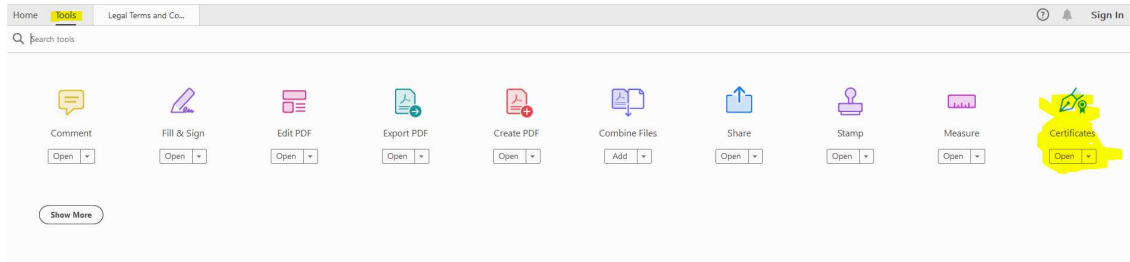 Home Tools Legal Terms and Co... Sign In
Search tools
Comment Fill & Sign Edit PDF Export PDF Create PDF Combine Files Share Stamp Measure Certificates
Open Open Open Open Open Add Open Open Open Open
Show More